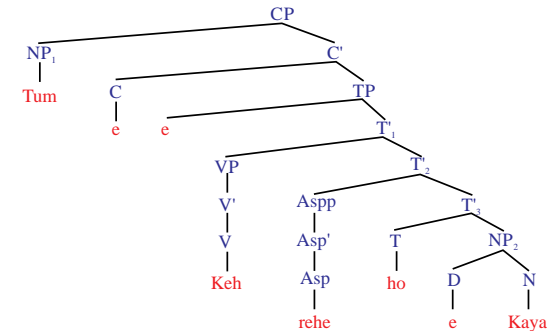 CP
NP₁ C'
Tum C TP
e e T'₁
VP T'₂
V' Aspp T'₃
V Asp' T NP₂
Keh Asp ho D N
rehe e Kaya